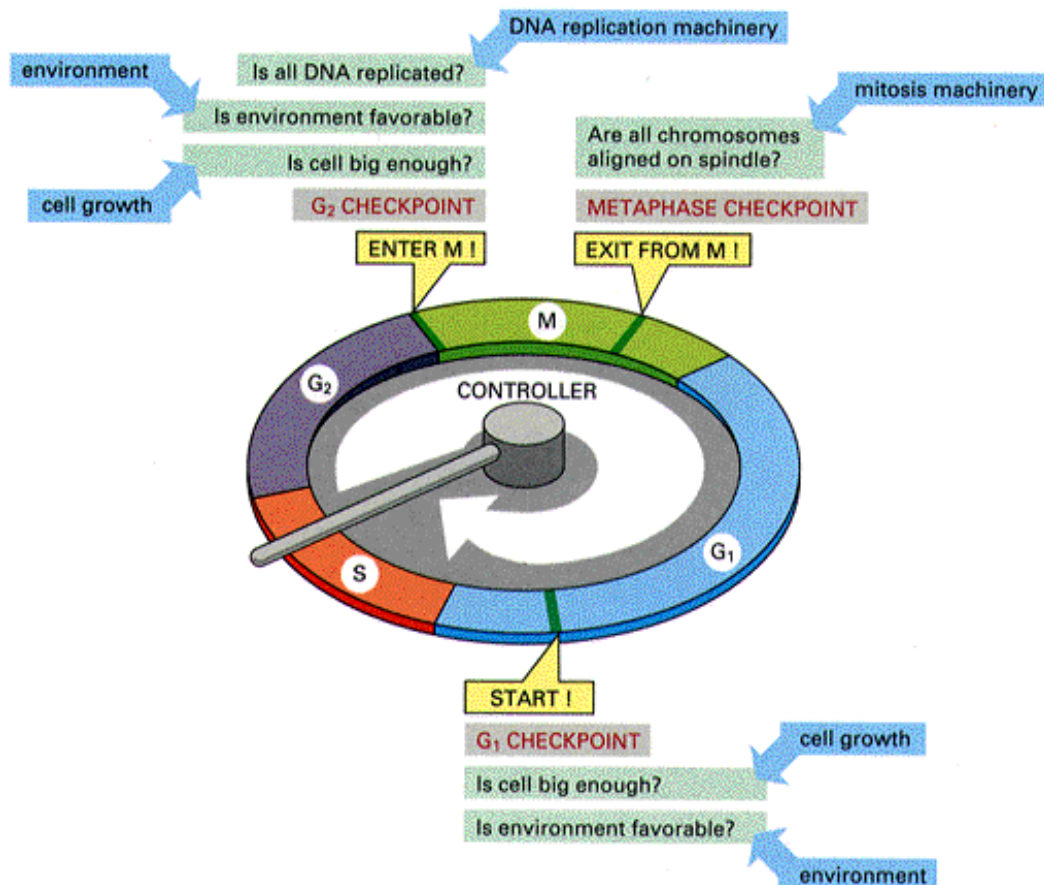 DNA replication machinery
environment
Is all DNA replicated?
mitosis machinery
Is environment favorable?
Are all chromosomes
aligned on spindle?
Is cell big enough?
cell growth
G₂ CHECKPOINT
METAPHASE CHECKPOINT
ENTER M !
EXIT FROM M !
M
G₂
CONTROLLER
G₁
S
START !
G₁ CHECKPOINT
cell growth
Is cell big enough?
Is environment favorable?
environment